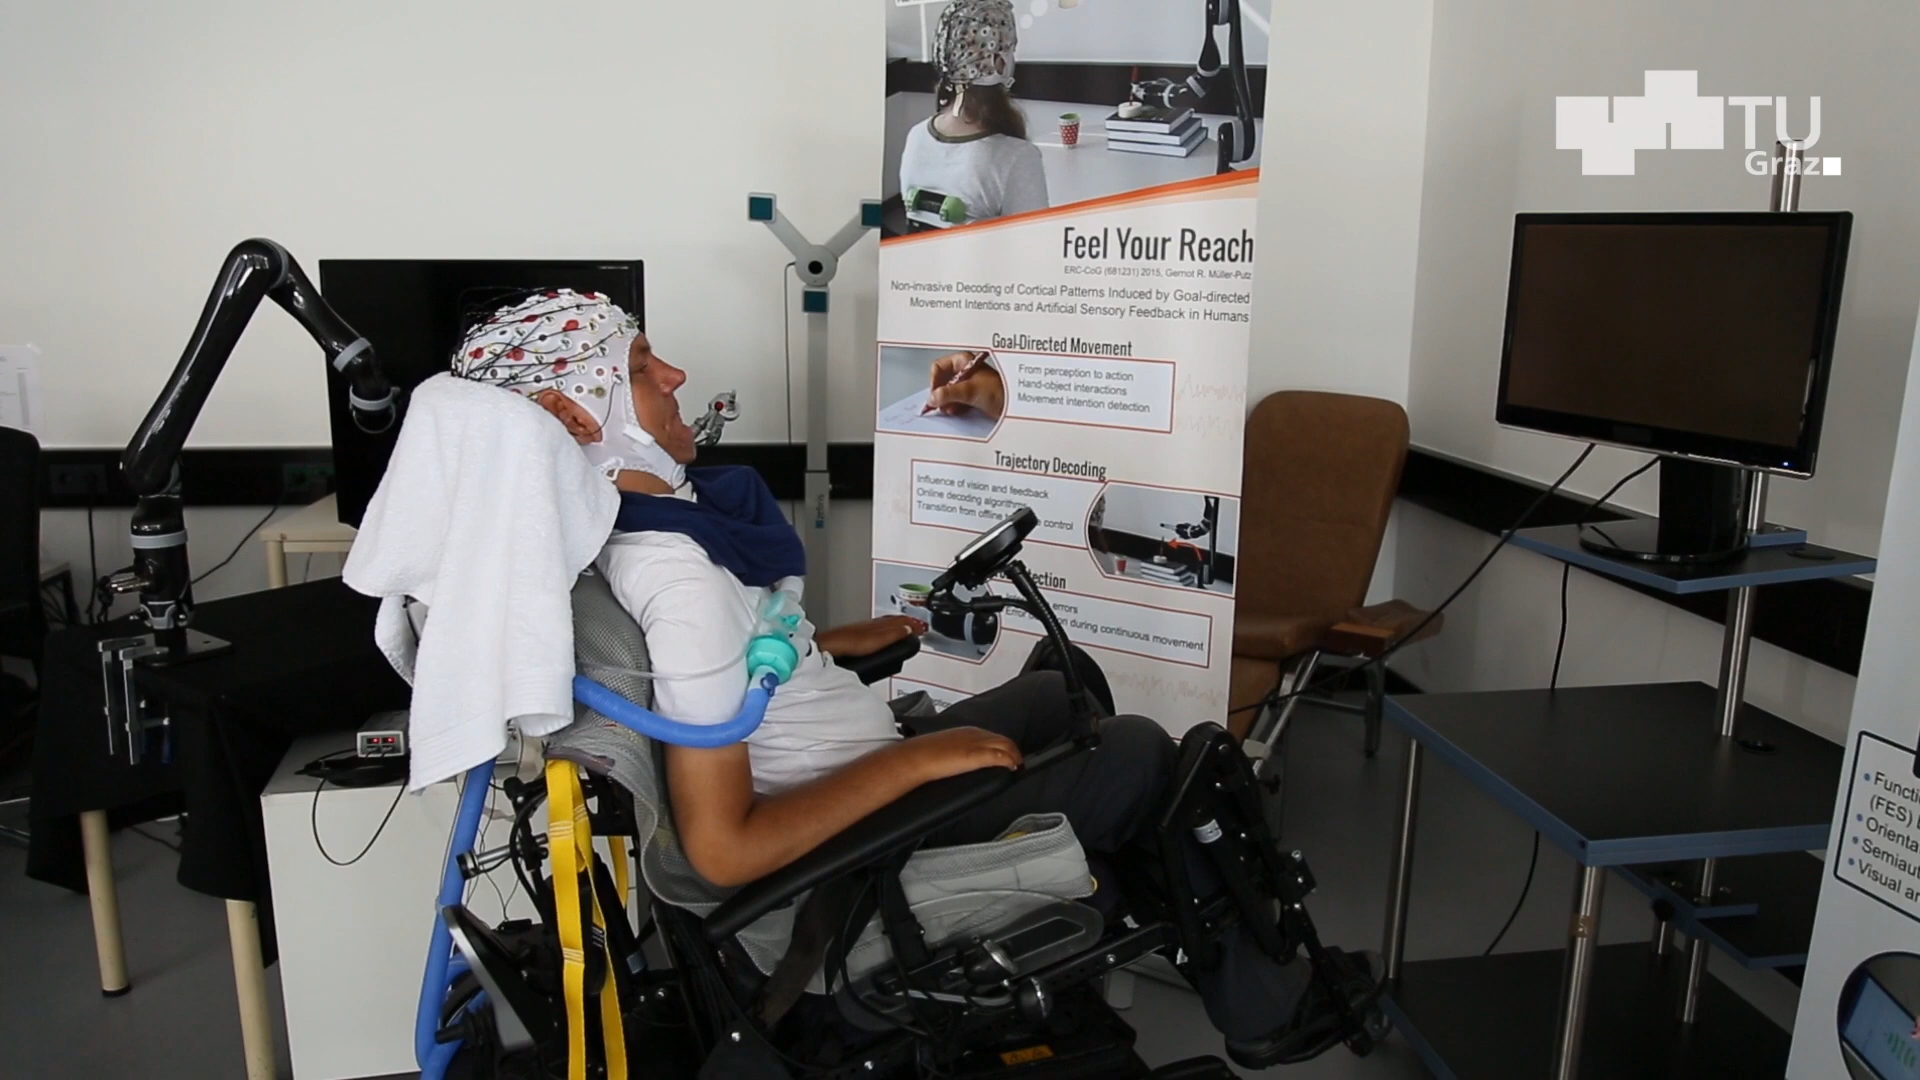 TU
Graz
Feel Your Reach
ERC-CoG (681231) 2015, Gernot R. Müller-Putz
Non-invasive Decoding of Cortical Patterns Induced by Goal-directed
Movement Intentions and Artificial Sensory Feedback in Humans
Goal-Directed Movement
From perception to action
Hand-object interactions
Movement intention detection
Trajectory Decoding
Influence of vision and feedback
Online decoding algorithms
Transition from offline control
errors
during continuous movement
zebris
• Functi
(FES)
• Orienta
• Semiaut
• Visual an